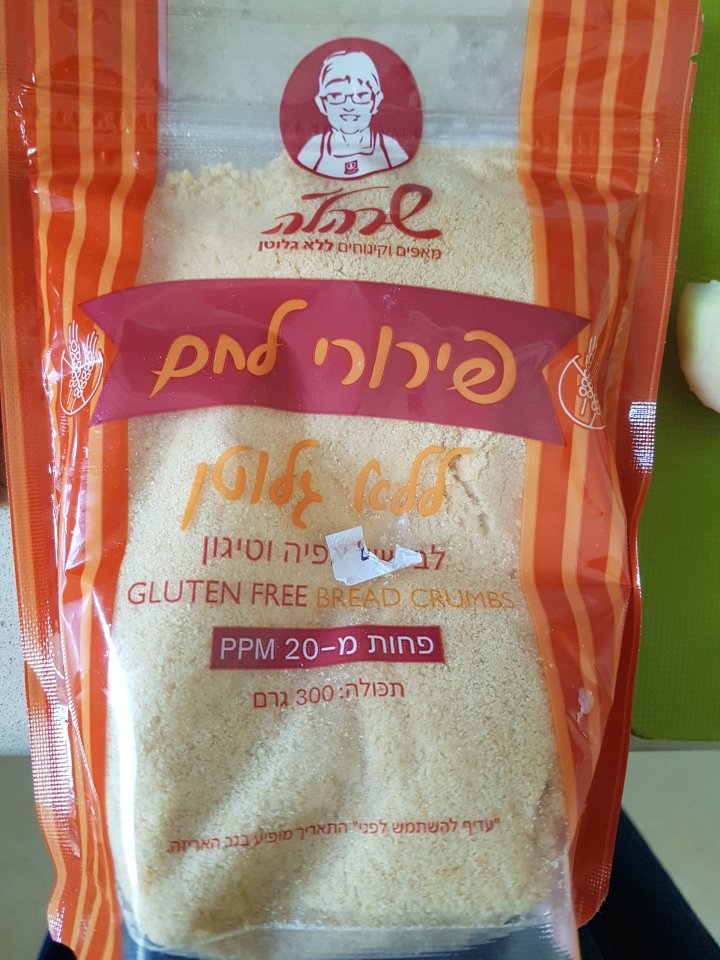 שרהלה
מאפים וקינוחים ללא גלוטן
פירורי לחם
ללא גלוטן
וטיגון
GLUTEN FREE BREAD CRUMBS
פחות מ-20 PPM
תכולה: 300 גרם
"עדיף להשתמש לפני" התאריך מופיע בגב האריזה.